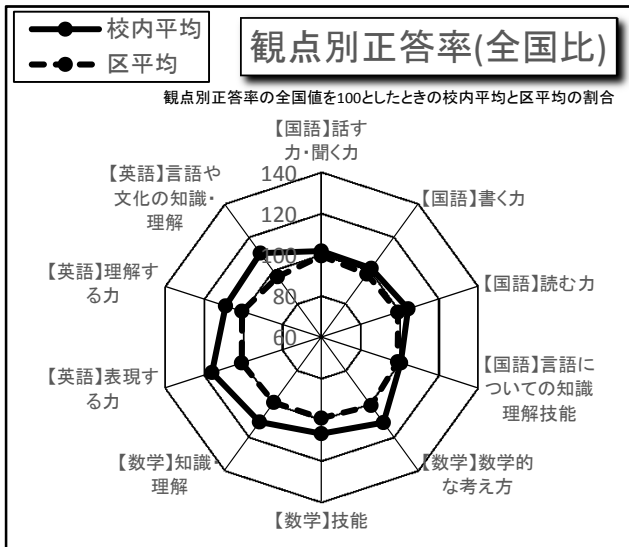 校内平均
区平均
観点別正答率(全国比)
観点別正答率の全国値を100としたときの校内平均と区平均の割合
【国語】話す
力・聞く力
【国語】書く力
【国語】読む力
【国語】言語に
ついての知識
理解技能
【数学】数学的
な考え方
【数学】技能
【数学】知識・
理解
【英語】表現す
る力
【英語】理解す
る力
【英語】言語や
文化の知識・
理解
140
120
100
80
60